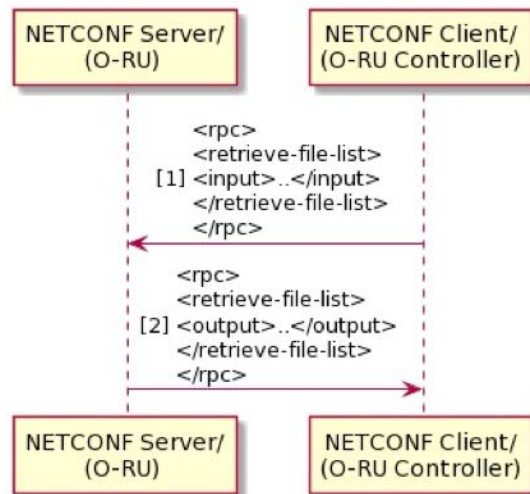 NETCONF Server/
(O-RU)
NETCONF Client/
(O-RU Controller)
<rpc>
<retrieve-file-list>
[1] <input>..</input>
</retrieve-file-list>
</rpc>
<rpc>
<retrieve-file-list>
[2] <output>..</output>
</retrieve-file-list>
</rpc>
NETCONF Server/
(O-RU)
NETCONF Client/
(O-RU Controller)